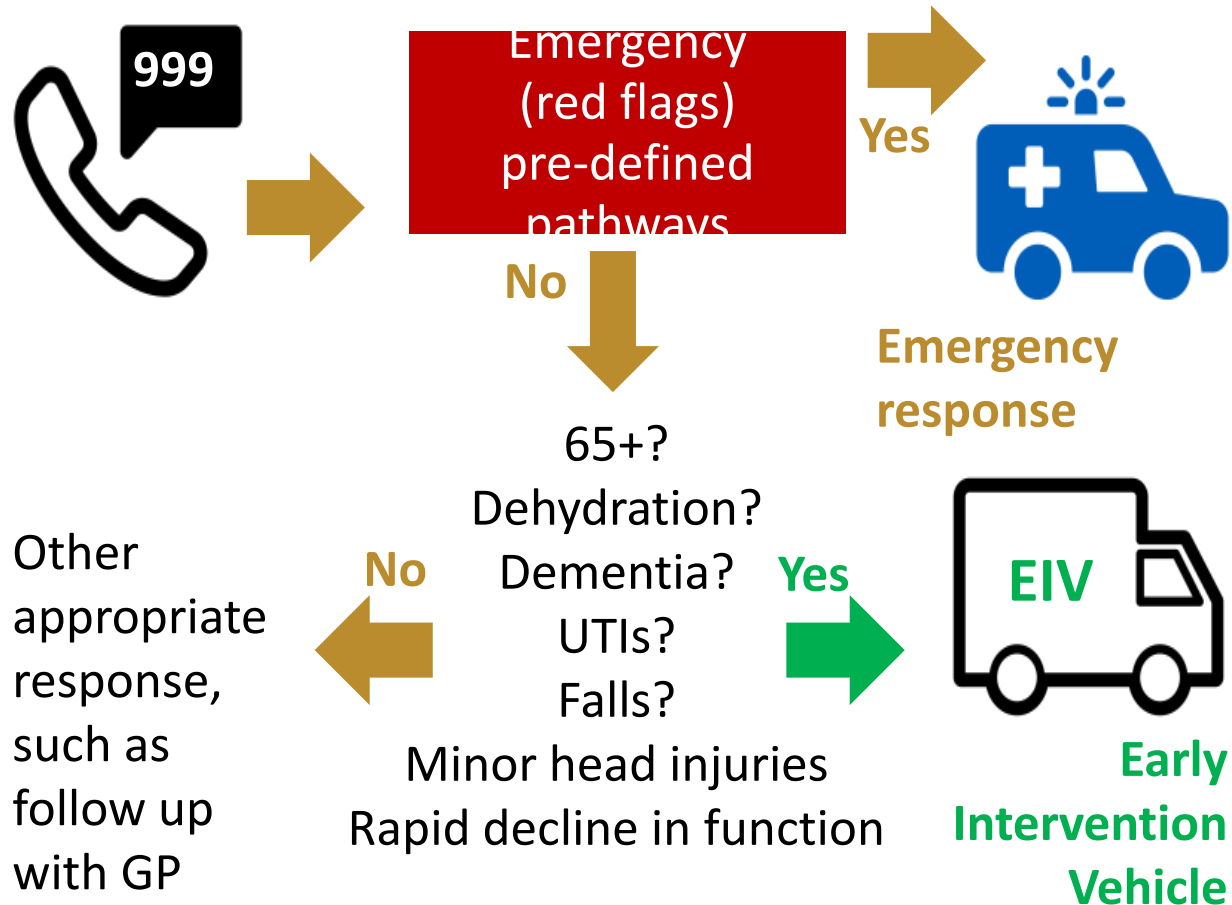 999
Emergency
(red flags)
pre-defined
pathways
Yes
Emergency
response
No
65+?
Dehydration?
Dementia?
UTIs?
Falls?
Minor head injuries
Rapid decline in function
No
Other
appropriate
response,
such as
follow up
with GP
Yes
EIV
Early
Intervention
Vehicle